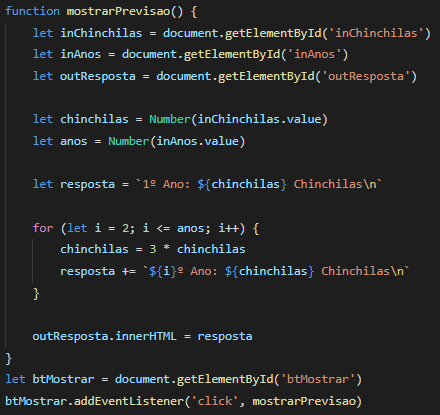 function mostrarPrevisao() {
let inChinchilas = document.getElementById('inChinchilas')
let inAnos = document.getElementById('inAnos')
let outResposta = document.getElementById('outResposta')
let chinchilas = Number(inChinchilas.value)
let anos = Number(inAnos.value)
let resposta = `1º Ano: ${chinchilas} Chinchilas\n`
for (let i = 2; i <= anos; i++) {
chinchilas = 3 * chinchilas
resposta += `${i}º Ano: ${chinchilas} Chinchilas\n`
}
outResposta.innerHTML = resposta
}
let btMostrar = document.getElementById('btMostrar')
btMostrar.addEventListener('click', mostrarPrevisao)